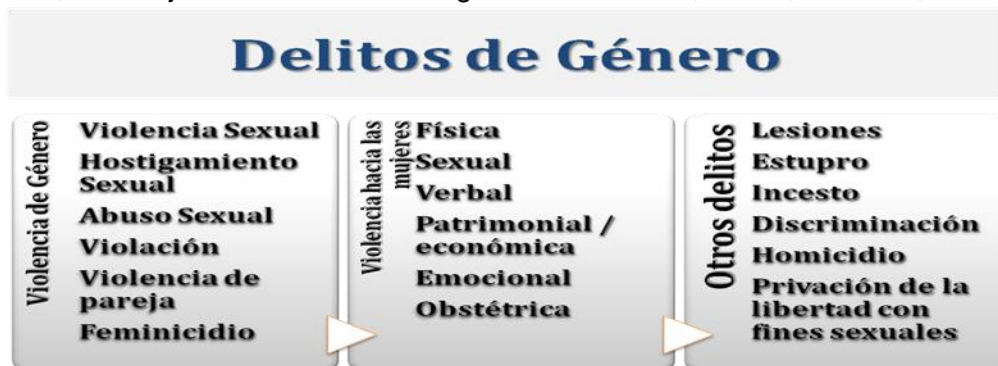 Delitos de Género
Violencia de Género
Violencia Sexual
Hostigamiento
Sexual
Abuso Sexual
Violación
Violencia de
pareja
Feminicidio
Violencia hacia las
mujeres
Física
Sexual
Verbal
Patrimonial /
económica
Emocional
Obstétrica
Otros delitos
Lesiones
Estupro
Incesto
Discriminación
Homicidio
Privación de la
libertad con
fines sexuales